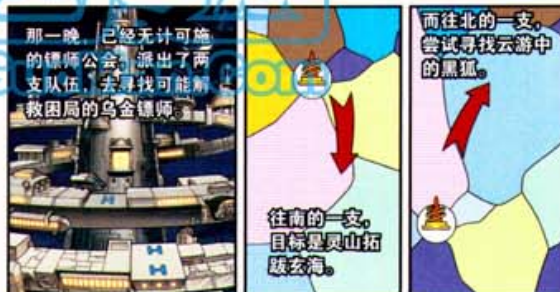 那一晚，已经无计可施
的镖师公会，派出了两
支队伍，去寻找可能解
救困局的乌金镖师。
往南的一支，
目标是灵山拓
跋玄海。
而往北的一支，
尝试寻找云游中
的黑狐。